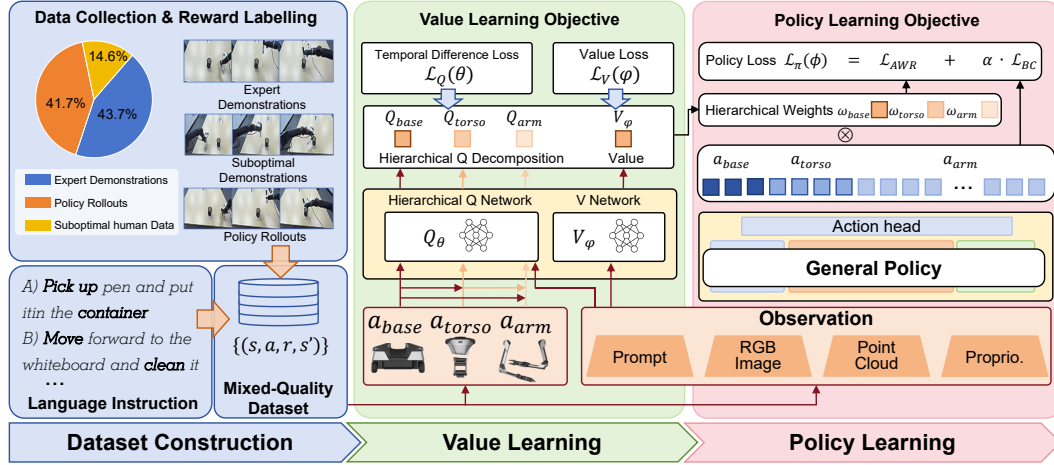 Data Collection & Reward Labelling
14.6%
41.7%
43.7%
Expert Demonstrations
Policy Rollouts
Suboptimal human Data
Expert
Demonstrations
Suboptimal
Demonstrations
Policy Rollouts
A) Pick up pen and put
itin the container
B) Move forward to the
whiteboard and clean it
...
Language Instruction
{(s, a, r, s')}
Mixed-Quality
Dataset
Dataset Construction
Value Learning Objective
Temporal Difference Loss
ℒ_Q(θ)
Value Loss
ℒ_V(φ)
Q_base Q_torso Q_arm V_φ
Hierarchical Q Decomposition Value
Hierarchical Q Network V Network
Q_θ V_φ
a_base a_torso a_arm
Value Learning
Policy Learning Objective
Policy Loss ℒ_π(ϕ) = ℒ_AWR + α · ℒ_BC
Hierarchical Weights ω_base ω_torso ω_arm
⊗
a_base a_torso a_arm
...
Action head
General Policy
Observation
Prompt
RGB
Image
Point
Cloud
Proprio.
Policy Learning